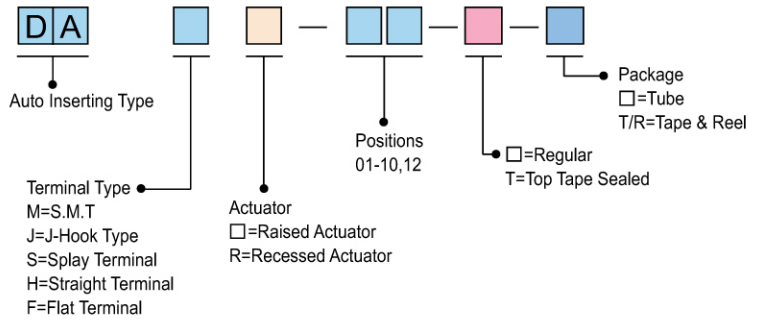 DA
Auto Inserting Type
Terminal Type
M=S.M.T
J=J-Hook Type
S=Splay Terminal
H=Straight Terminal
F=Flat Terminal
Actuator
□=Raised Actuator
R=Recessed Actuator
Positions
01-10,12
□=Regular
T=Top Tape Sealed
Package
□=Tube
T/R=Tape & Reel